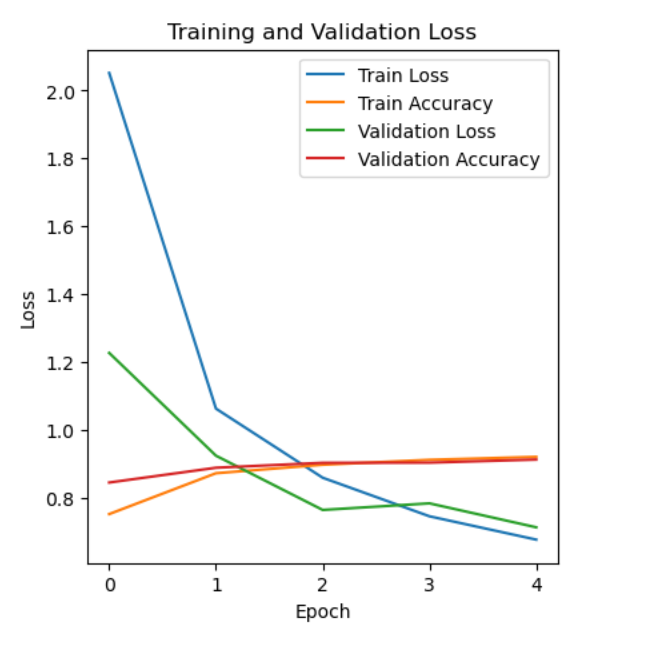 Training and Validation Loss
Train Loss
Train Accuracy
Validation Loss
Validation Accuracy
2.0
1.8
1.6
1.4
1.2
1.0
0.8
Loss
0
1
2
3
4
Epoch